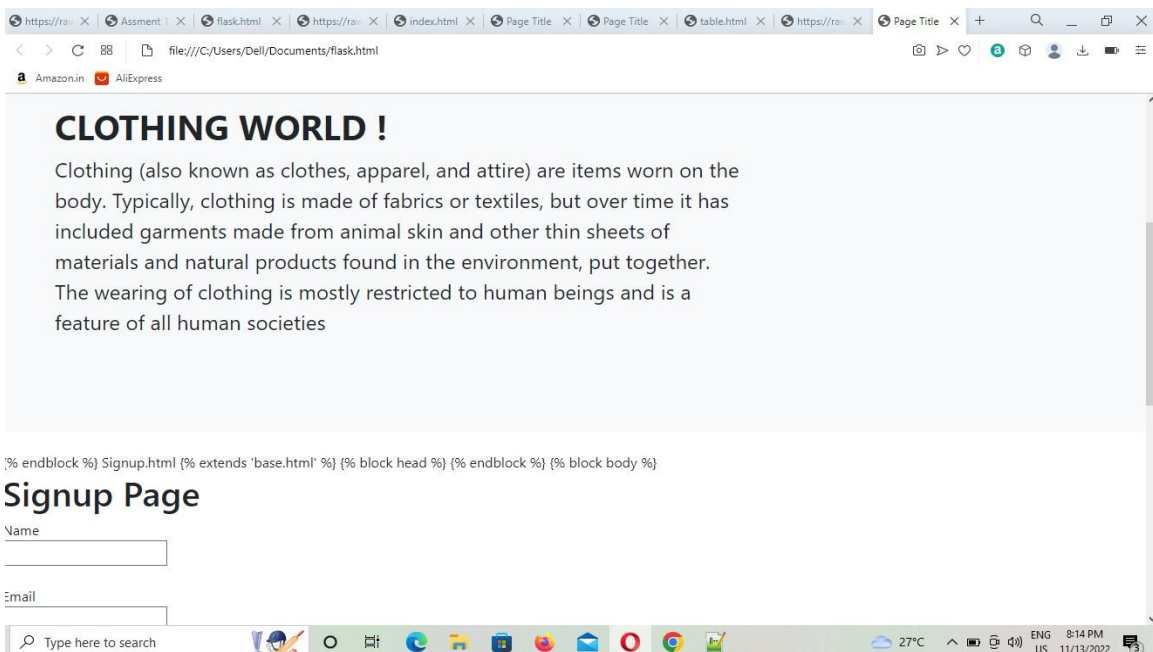 https://raw
Assment 1
flask.html
https://raw
index.html
Page Title
Page Title
table.html
https://raw
Page Title
file:///C:/Users/Dell/Documents/flask.html
Amazon.in
AliExpress
CLOTHING WORLD !
Clothing (also known as clothes, apparel, and attire) are items worn on the
body. Typically, clothing is made of fabrics or textiles, but over time it has
included garments made from animal skin and other thin sheets of
materials and natural products found in the environment, put together.
The wearing of clothing is mostly restricted to human beings and is a
feature of all human societies
{% endblock %} Signup.html {% extends 'base.html' %} {% block head %} {% endblock %} {% block body %}
Signup Page
Name
Email
Type here to search
27°C
ENG
US
8:14 PM
11/13/2022
3